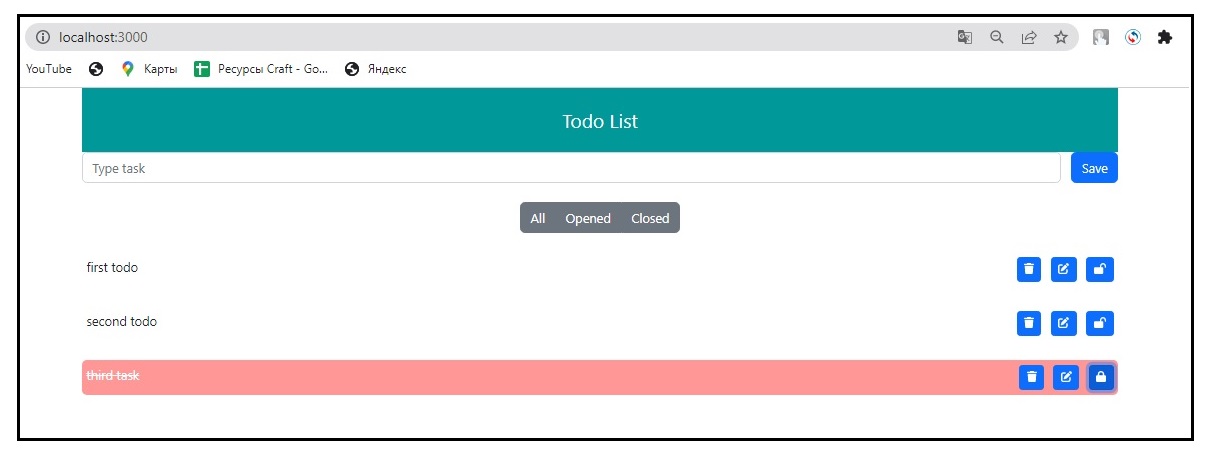 localhost:3000
YouTube Карты Ресурсы Craft - Go... Яндекс
Todo List
Type task Save
All Opened Closed
first todo
second todo
third task